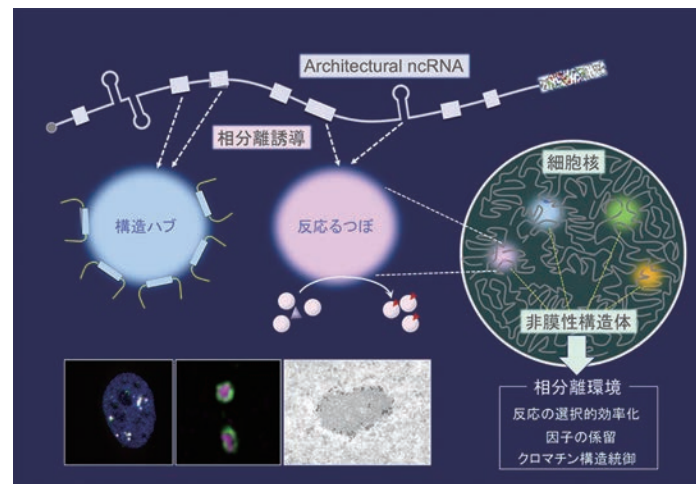 Architectural ncRNA
相分離誘導
構造ハブ
反応るつぼ
細胞核
非膜性構造体
相分離環境
反応の選択的効率化
因子の係留
クロマチン構造統御